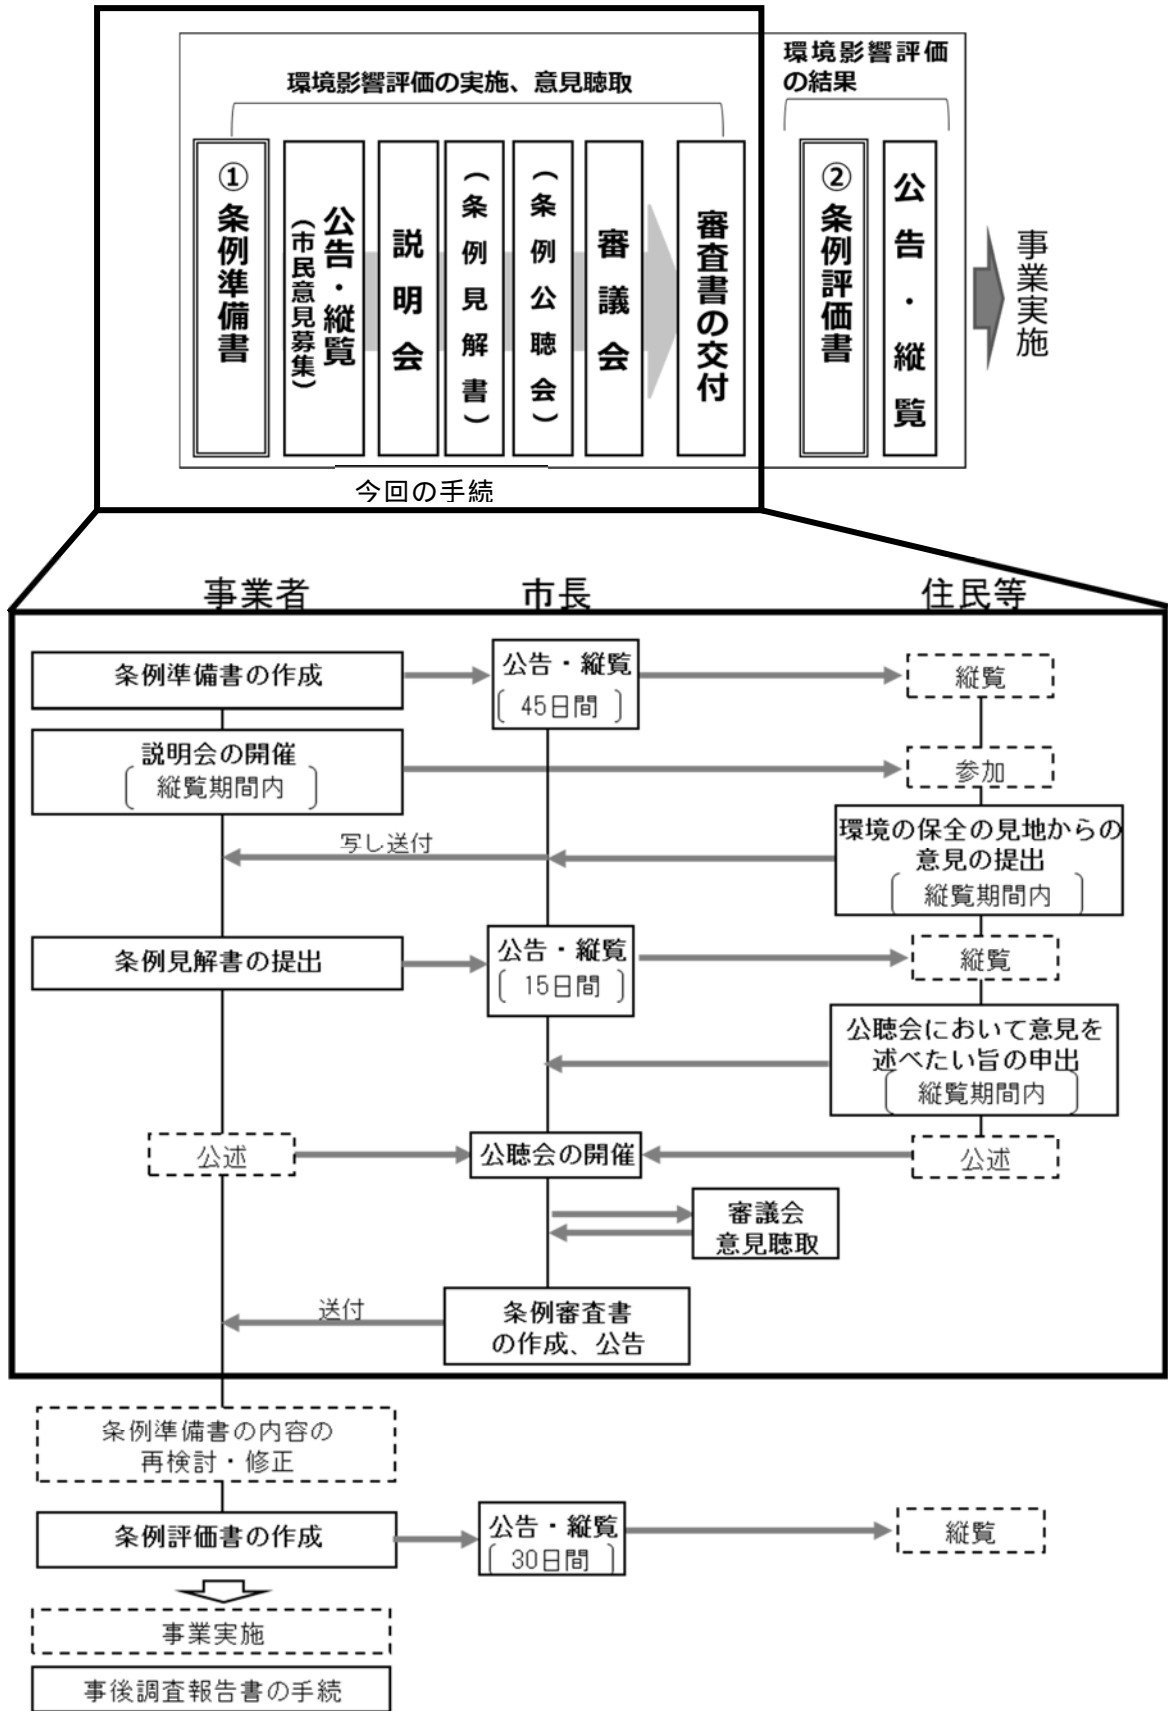 環境影響評価の実施、意見聴取
環境影響評価
の結果
①条例準備書
公告・縦覧
(市民意見募集)
説明会
(条例見解書)
(条例公聴会)
審議会
審査書の交付
②条例評価書
公告・縦覧
事業実施
今回の手続
事業者
市長
住民等
条例準備書の作成
公告・縦覧
〔 45日間 〕
縦覧
説明会の開催
〔 縦覧期間内 〕
参加
環境の保全の見地からの
意見の提出
〔 縦覧期間内 〕
写し送付
条例見解書の提出
公告・縦覧
〔 15日間 〕
縦覧
公聴会において意見を
述べたい旨の申出
〔 縦覧期間内 〕
公述
公聴会の開催
公述
審議会
意見聴取
送付
条例審査書
の作成、公告
条例準備書の内容の
再検討・修正
条例評価書の作成
公告・縦覧
〔 30日間 〕
縦覧
事業実施
事後調査報告書の手続